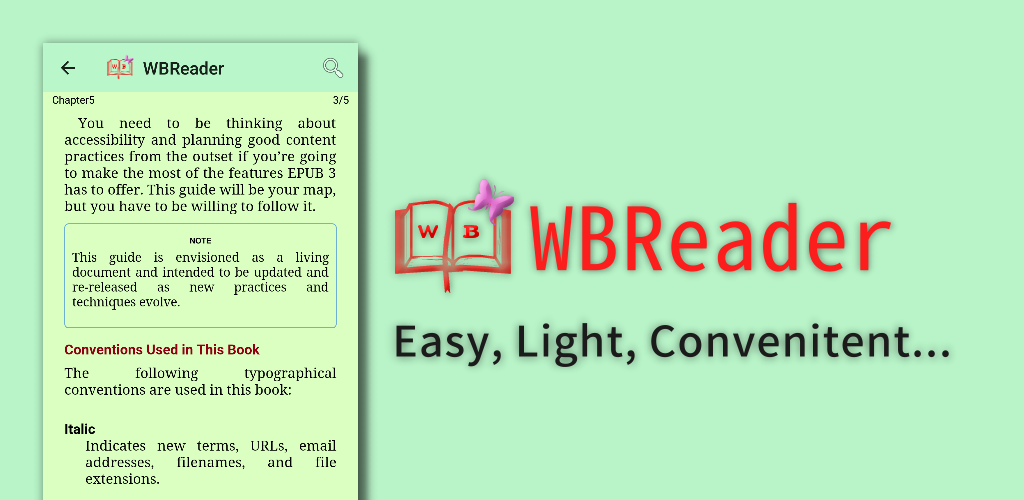 WBReader
Chapter5 3/5
You need to be thinking about
accessibility and planning good content
practices from the outset if you're going
to make the most of the features EPUB 3
has to offer. This guide will be your map,
but you have to be willing to follow it.
NOTE
This guide is envisioned as a living
document and intended to be updated and
re-released as new practices and
techniques evolve.
Conventions Used in This Book
The following typographical
conventions are used in this book:
Italic
Indicates new terms, URLs, email
addresses, filenames, and file
extensions.
W B WBReader
Easy, Light, Convenitent...